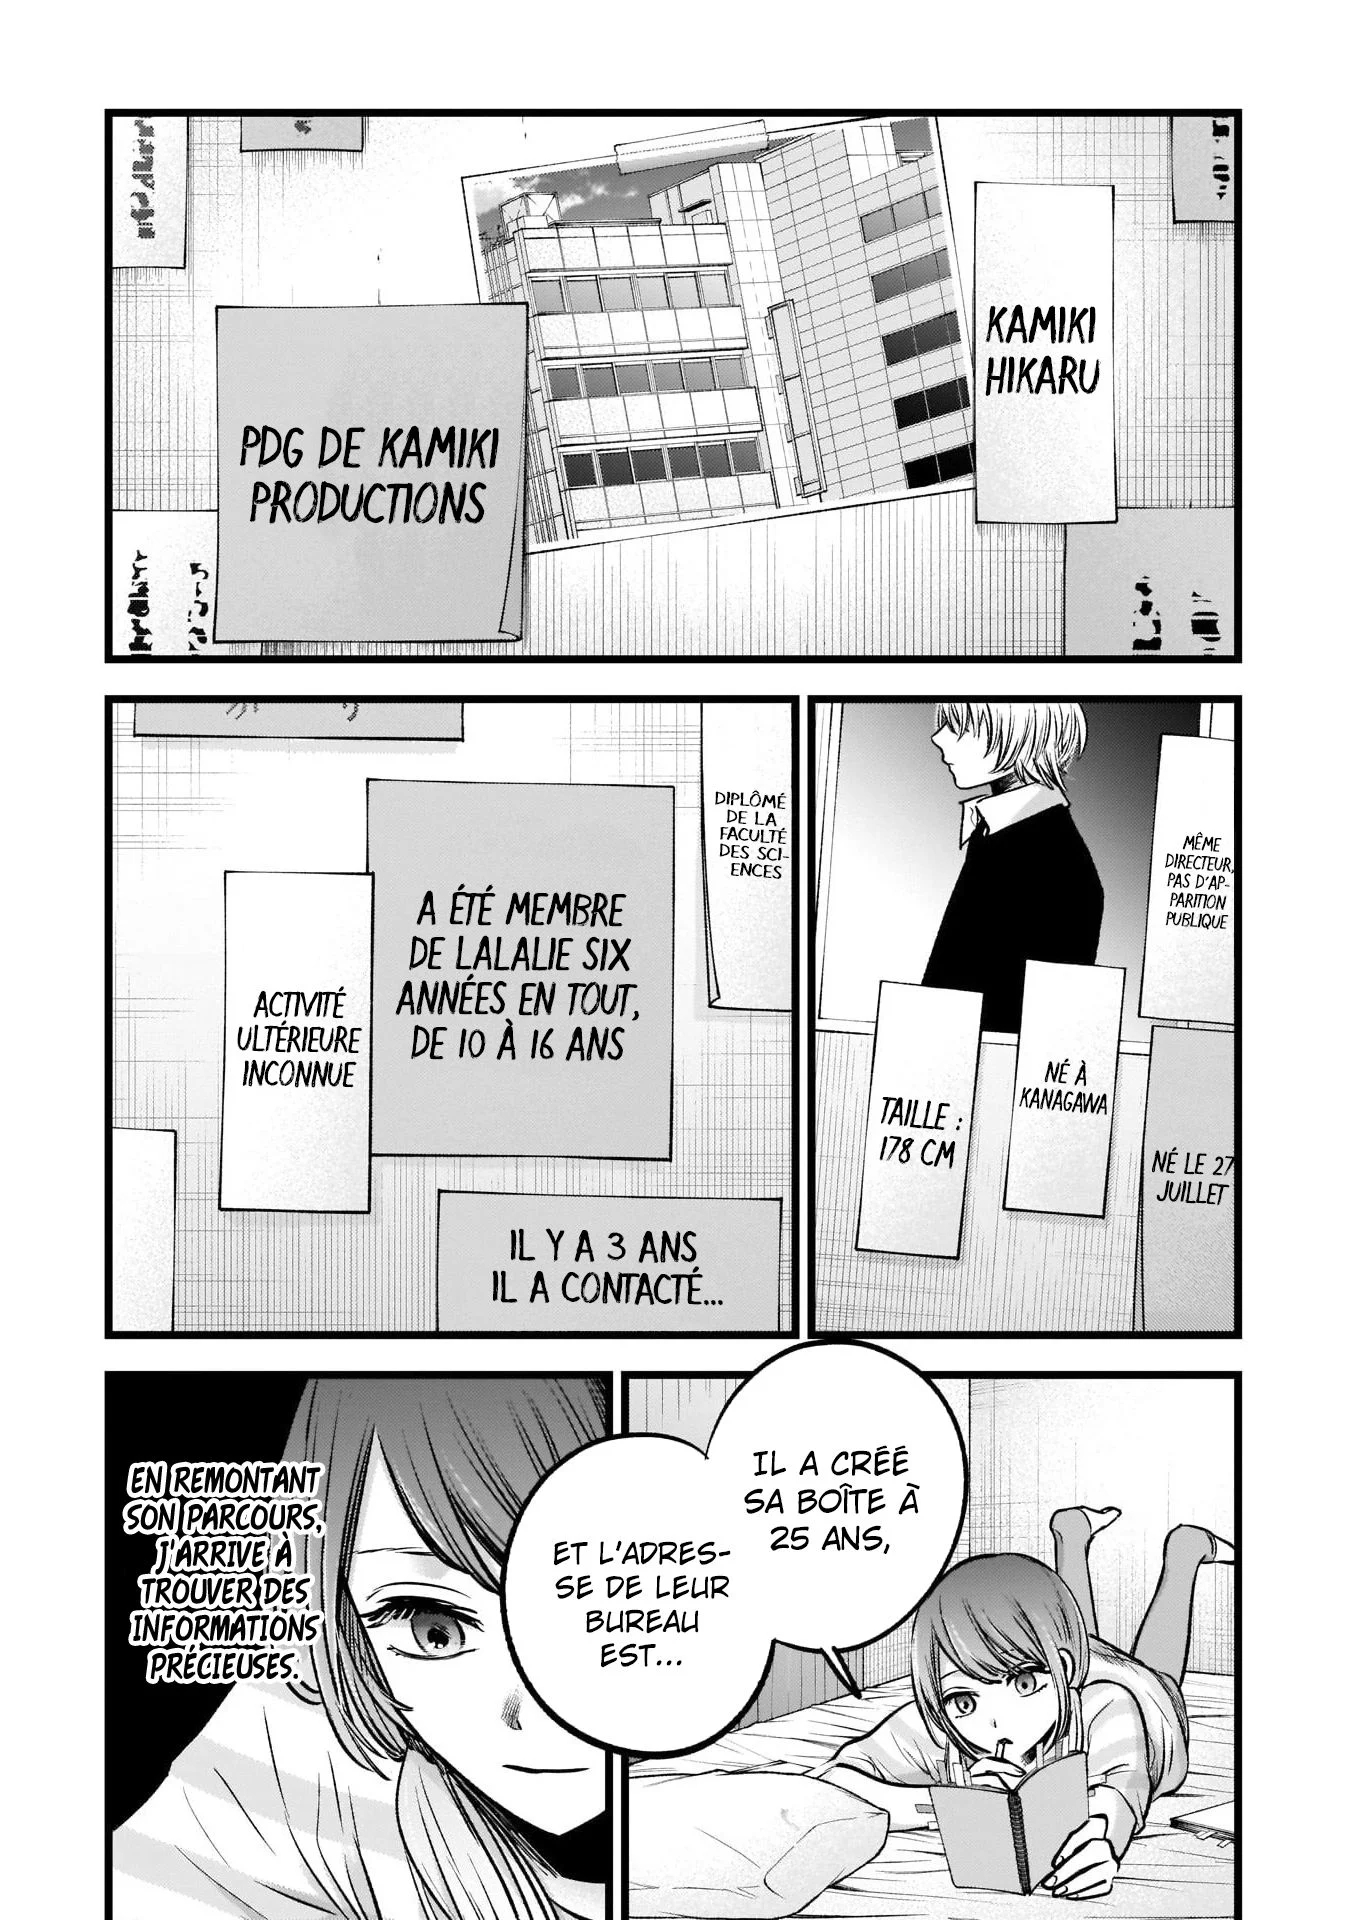 KAMIKI
HIKARU
PDG DE KAMIKI
PRODUCTIONS
MÊME
DIRECTEUR,
PAS D'AP-
PARITION
PUBLIQUE
NÉ LE 27
JUILLET
NÉ À
KANAGAWA
TAILLE :
178 CM
DIPLÔMÉ
DE LA
FACULTÉ
DES SCI-
ENCES
A ÉTÉ MEMBRE
DE LALALIE SIX
ANNÉES EN TOUT,
DE 10 À 16 ANS
ACTIVITÉ
ULTÉRIEURE
INCONNUE
IL Y A 3 ANS
IL A CONTACTÉ...
IL A CRÉÉ
SA BOÎTE À
25 ANS,
ET L'ADRES-
SE DE LEUR
BUREAU
EST...
EN REMONTANT
SON PARCOURS,
J'ARRIVE À
TROUVER DES
INFORMATIONS
PRÉCIEUSES.